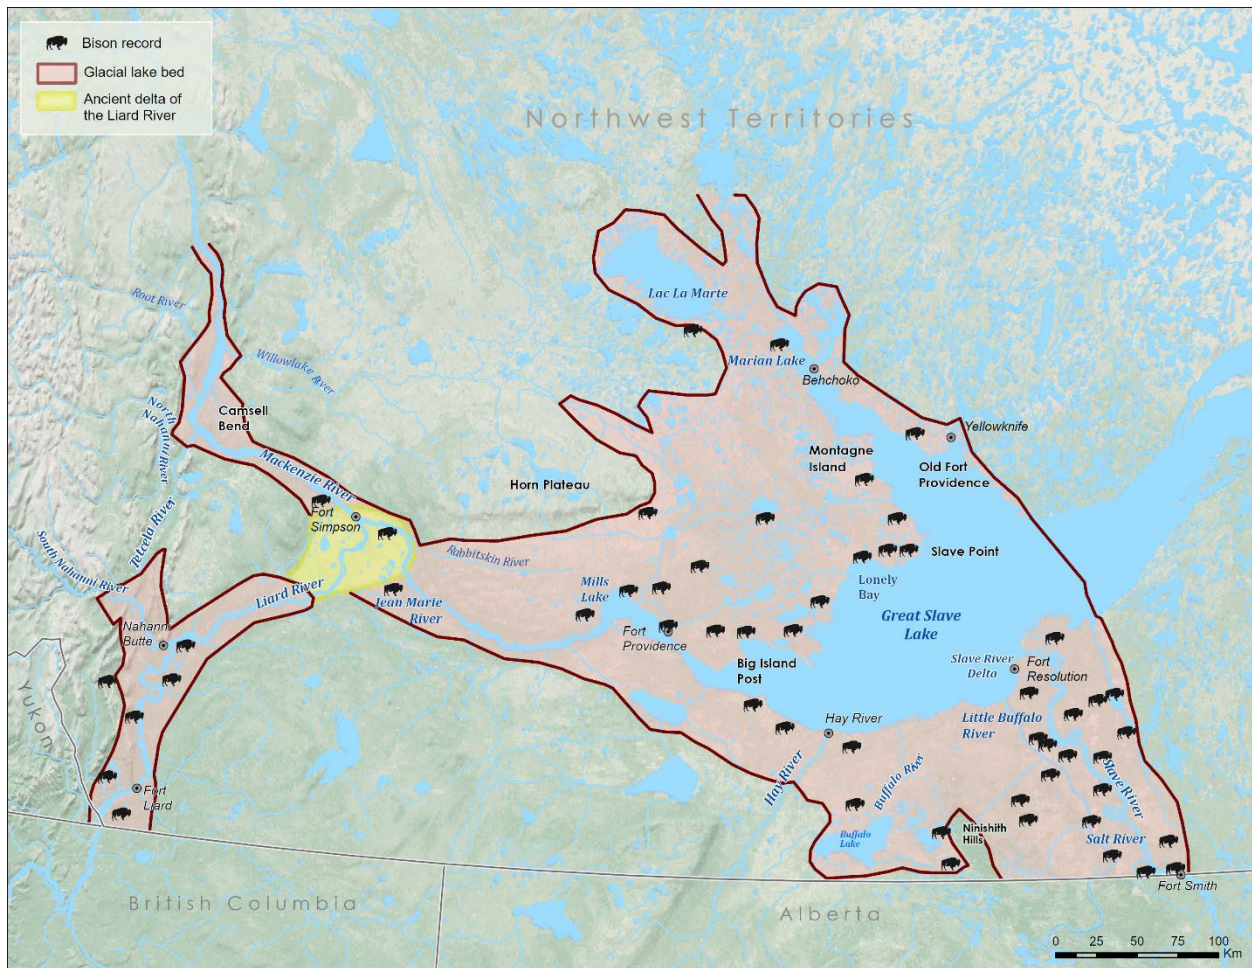 Bison record
Glacial lake bed
Ancient delta of
the Liard River
Northwest Territories
Root River
Willowlake River
Lac La Marte
Marian Lake
Behchoko
North
Nahanni River
Camsell
Bend
Mackenzie River
Yellowknife
Montagne
Island
Old Fort
Providence
Horn Plateau
Fort
Simpson
Tetcela River
Rabbitskin River
Slave Point
South Nahanni River
Liard River
Jean Marie
River
Mills
Lake
Lonely
Bay
Great Slave
Lake
Nahanni
Butte
Fort
Providence
Big Island
Post
Slave River
Delta
Fort
Resolution
Yukon
Hay River
Little Buffalo
River
Hay River
Buffalo River
Slave River
Fort
Liard
Buffalo
Lake
Ninishith
Hills
Salt River
Fort Smith
British Columbia
Alberta
0 25 50 75 100
Km